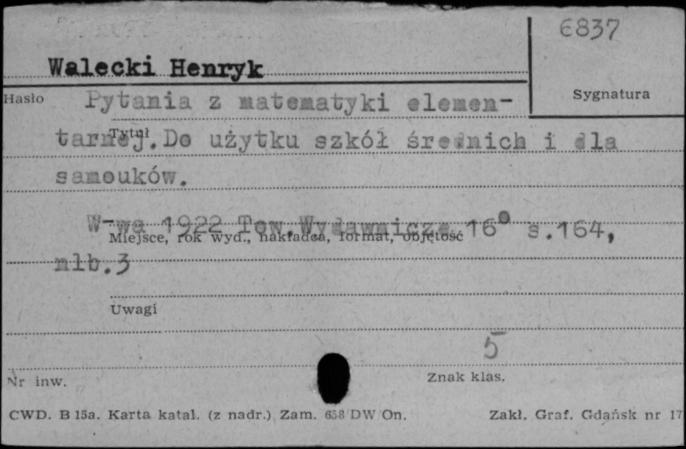 6837
Walecki Henryk
Hasło Pytania z matematyki elemen-
Sygnatura
tarnej. Do użytku szkół średnich i dla
Tytuł
samouków.
W-wa 1922 Tow. Wydawnicze 16° s.164,
Miejsce, rok wyd., nakładca, format, objętość
nlb.3
Uwagi
5
Nr inw.
Znak klas.
CWD. B 15a. Karta katal. (z nadr.) Zam. 658 DW On.
Zakł. Graf. Gdańsk nr 17